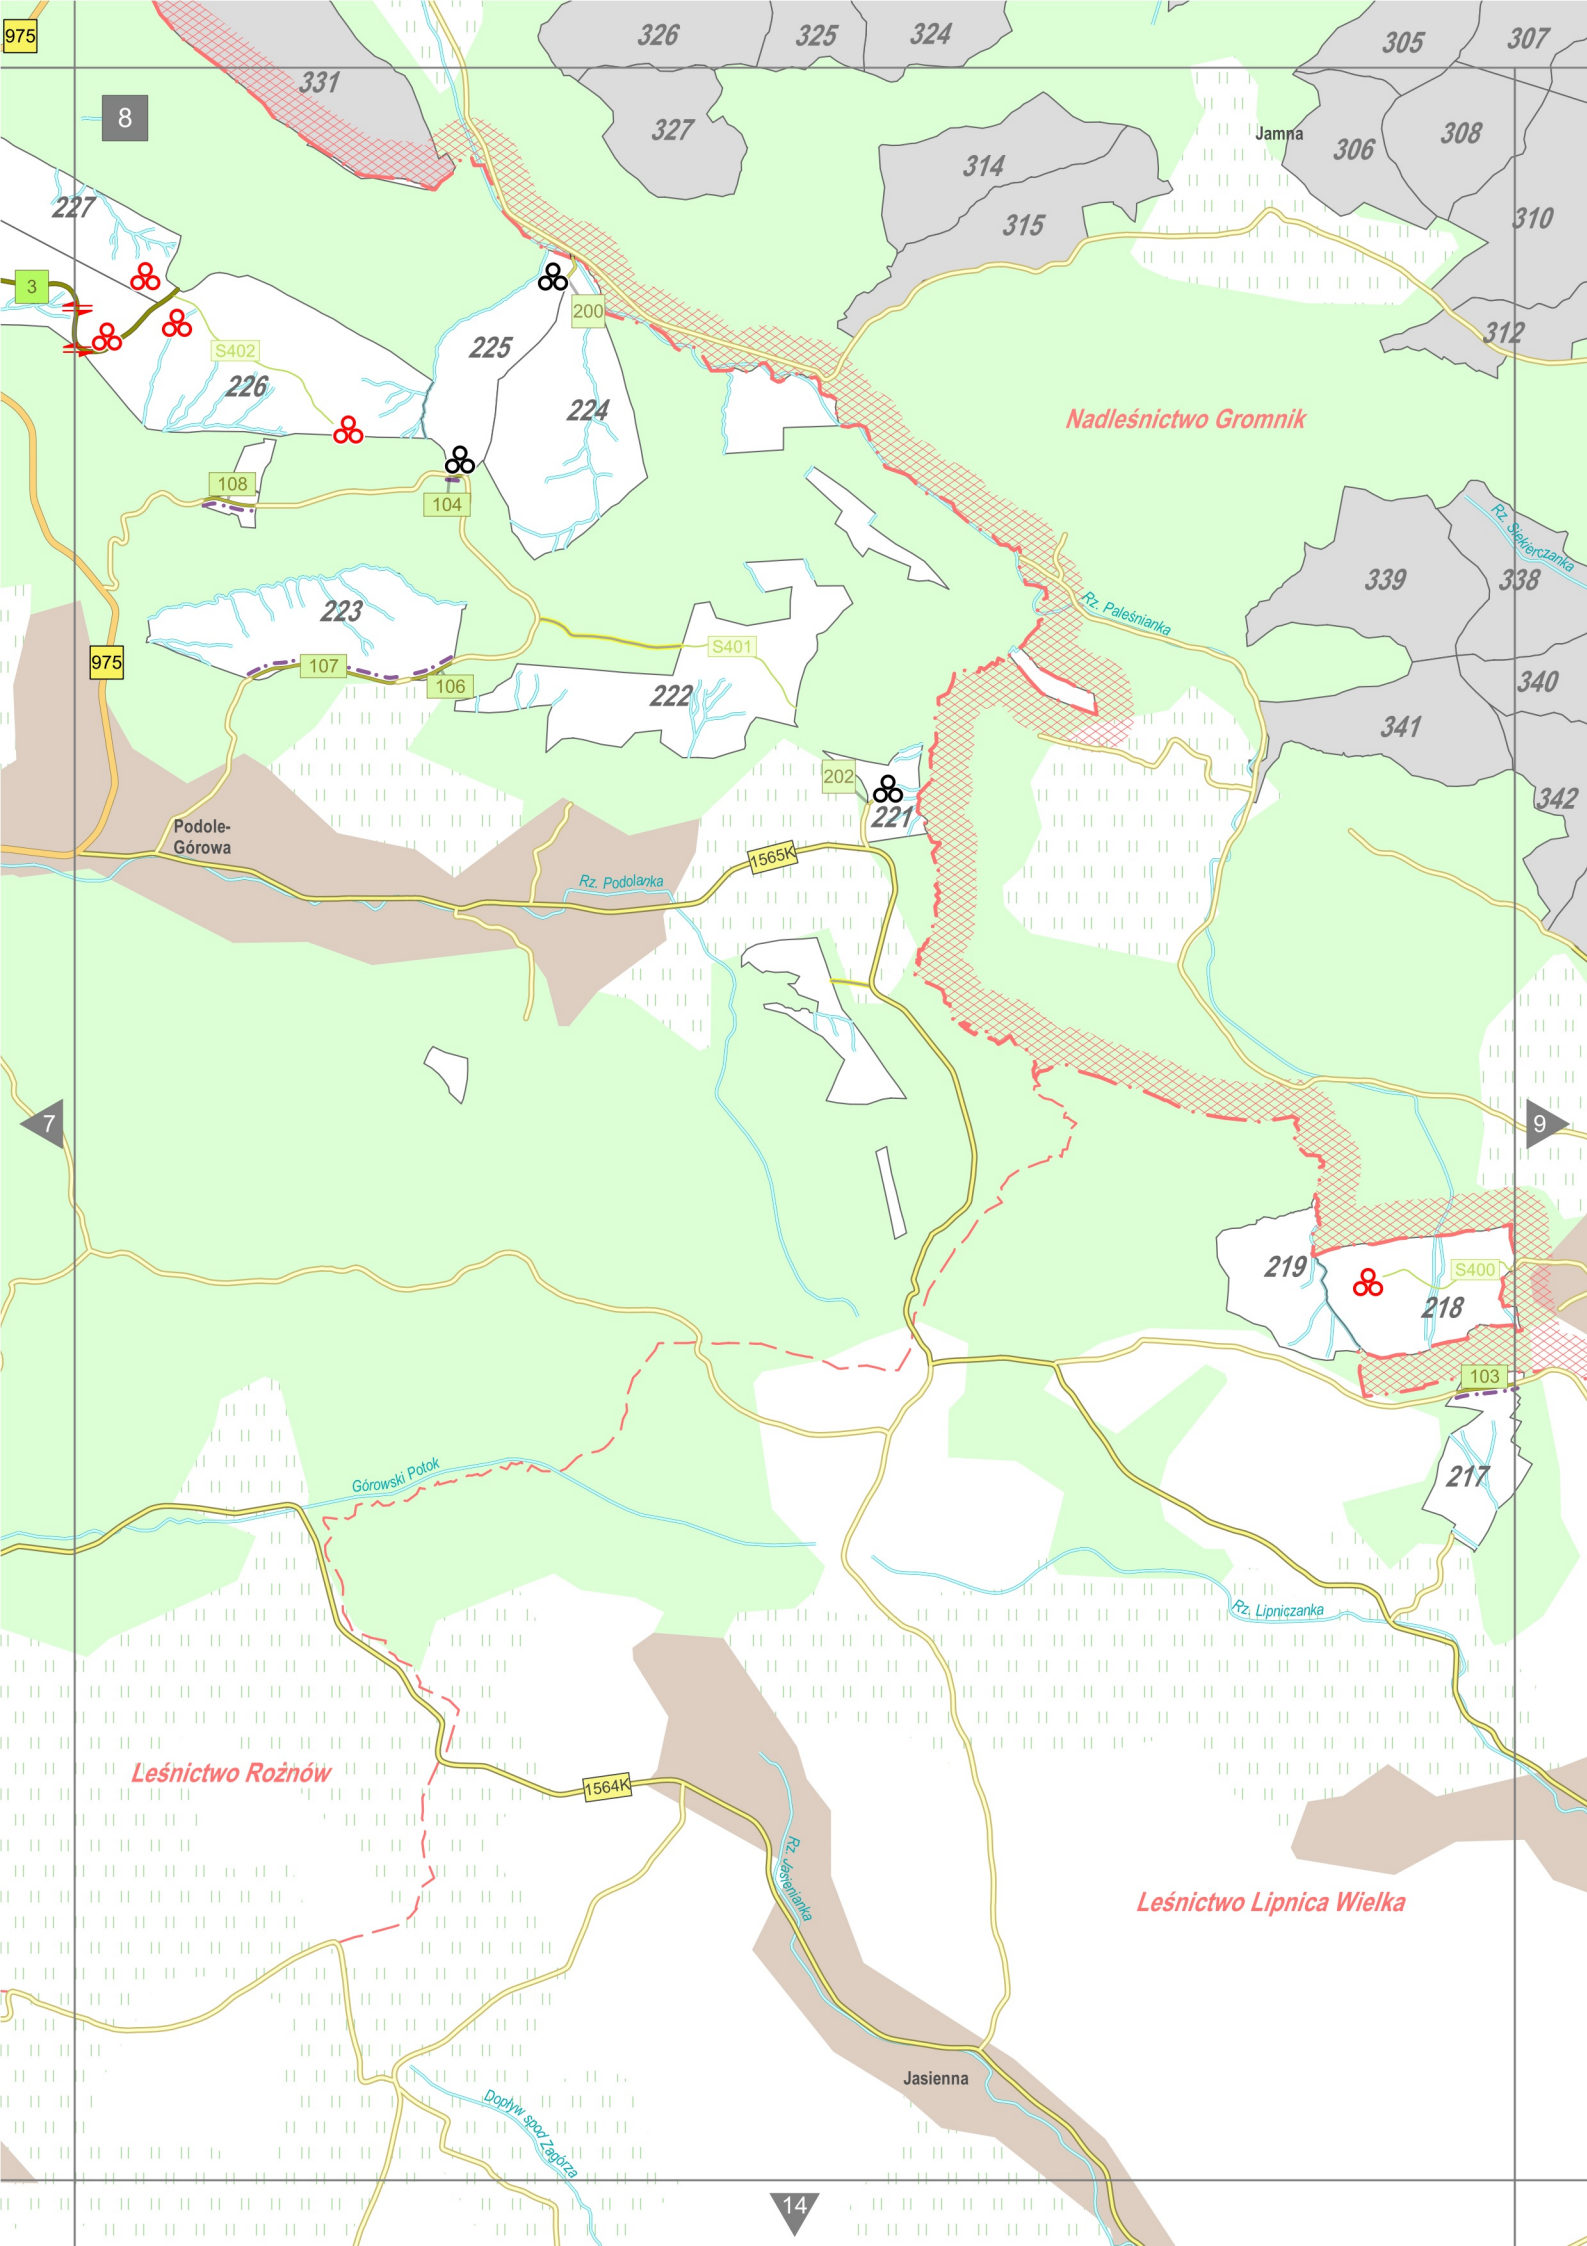 975
326
325
324
305
307
331
8
327
Jamna
306
308
314
227
315
310
3
200
312
225
S402
226
224
Nadleśnictwo Gromnik
108
104
Rz. Siekierczanka
339
338
223
Rz. Paleśnianka
S401
975
107
106
222
340
341
202
342
221
Podole-
Górowa
1565K
Rz. Podolanka
7
9
219
S400
218
103
Górowski Potok
217
Rz. Lipniczanka
Leśnictwo Rożnów
1564K
Rz. Jasienianka
Leśnictwo Lipnica Wielka
Jasienna
Dopływ spod Zagórza
14